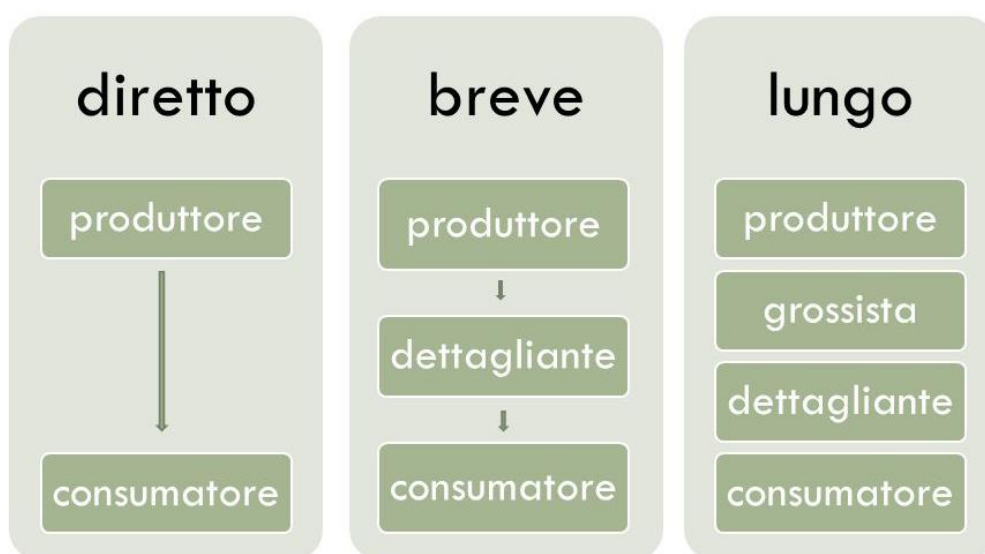 diretto
produttore
consumatore
breve
produttore
dettagliante
consumatore
lungo
produttore
grossista
dettagliante
consumatore